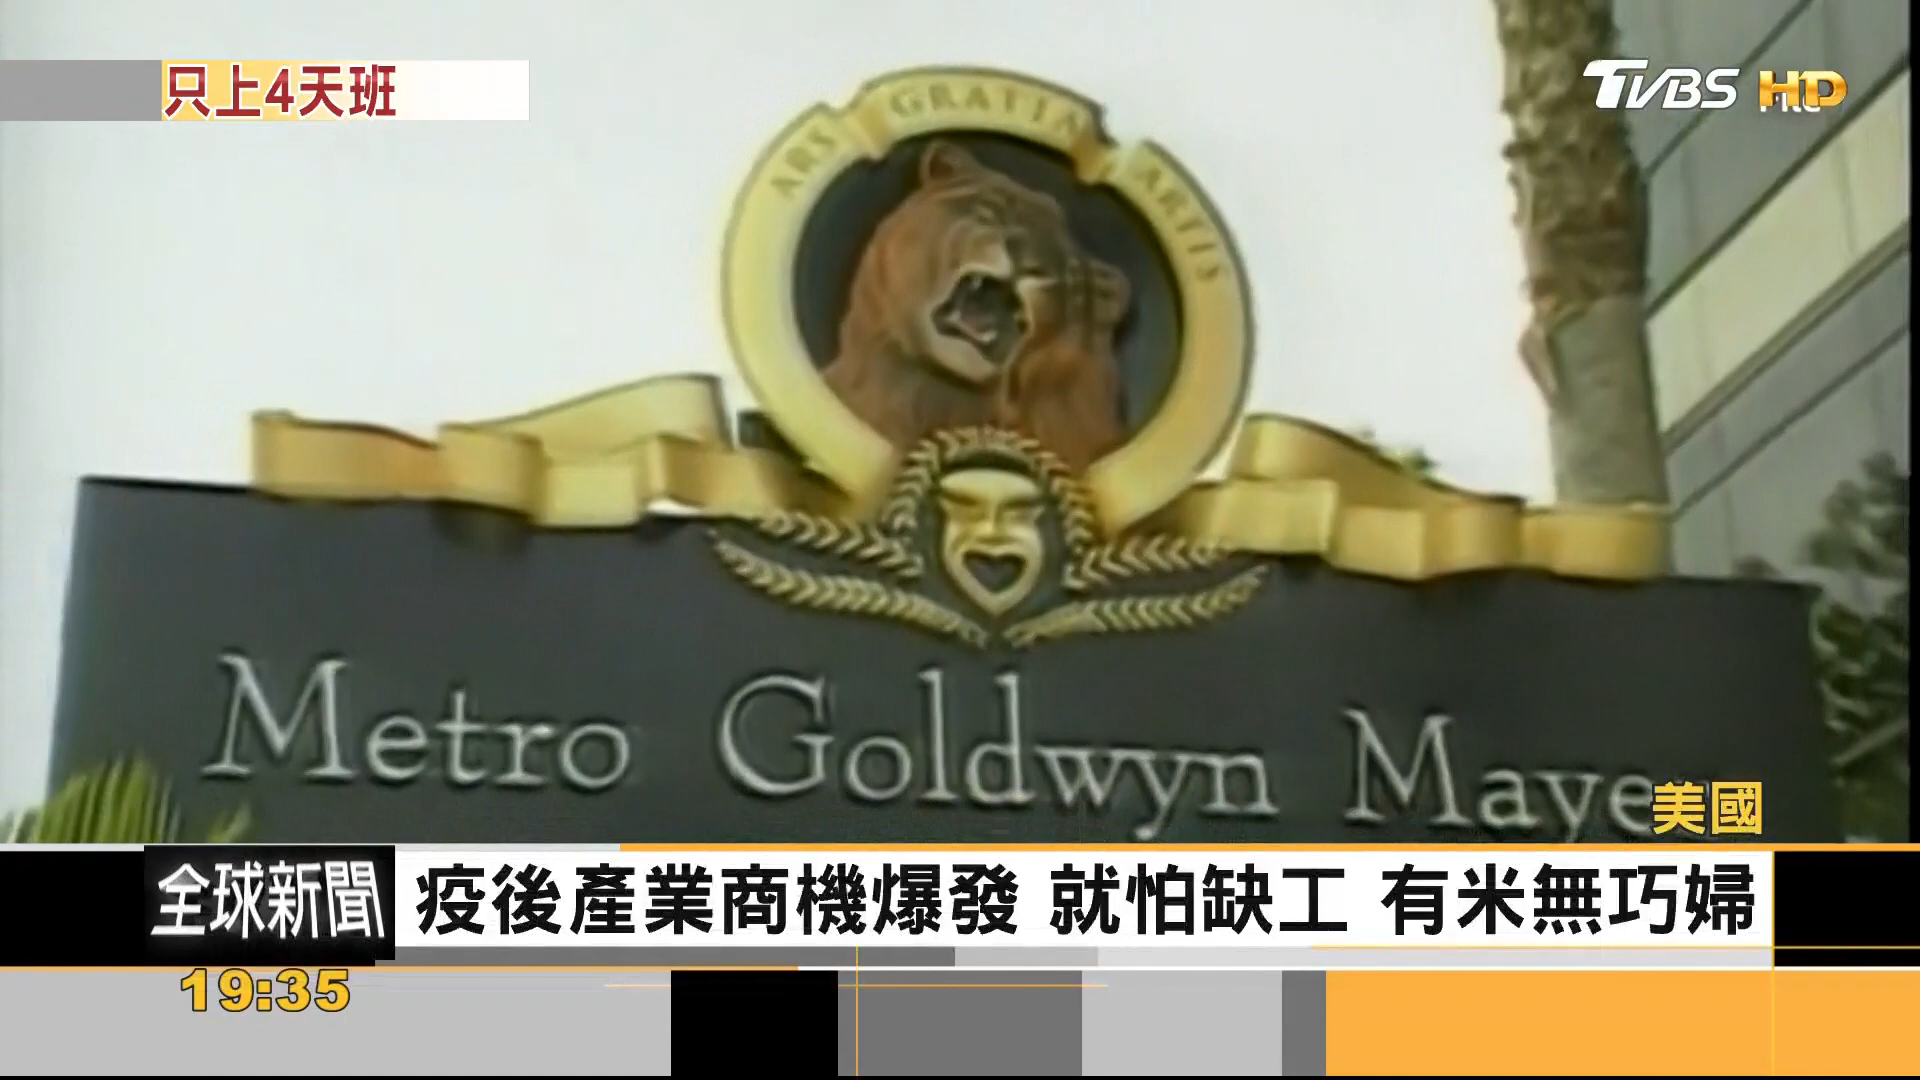 只上4天班
TVBS HD
ARS GRATIA ARTIS
Metro Goldwyn Maye
美國
全球新聞
疫後產業商機爆發 就怕缺工 有米無巧婦
19:35